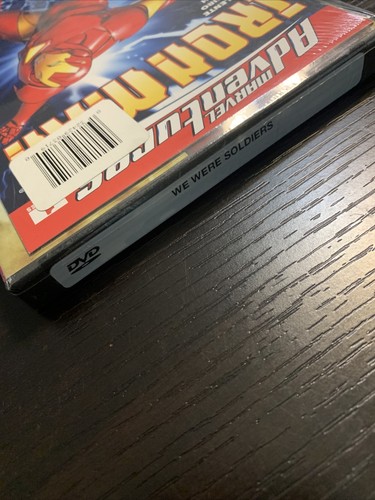 IRON MAN
MARVEL
Adventures
WE WERE SOLDIERS
DVD